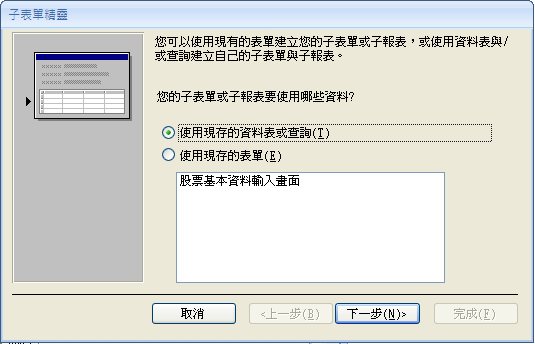 子表單精靈
您可以使用現有的表單建立您的子表單或子報表，或使用資料表與/
或查詢建立自己的子表單與子報表。
您的子表單或子報表要使用哪些資料?
使用現存的資料表或查詢(T)
使用現存的表單(E)
股票基本資料輸入畫面
取消
<上一步(B)
下一步(N)>
完成(F)